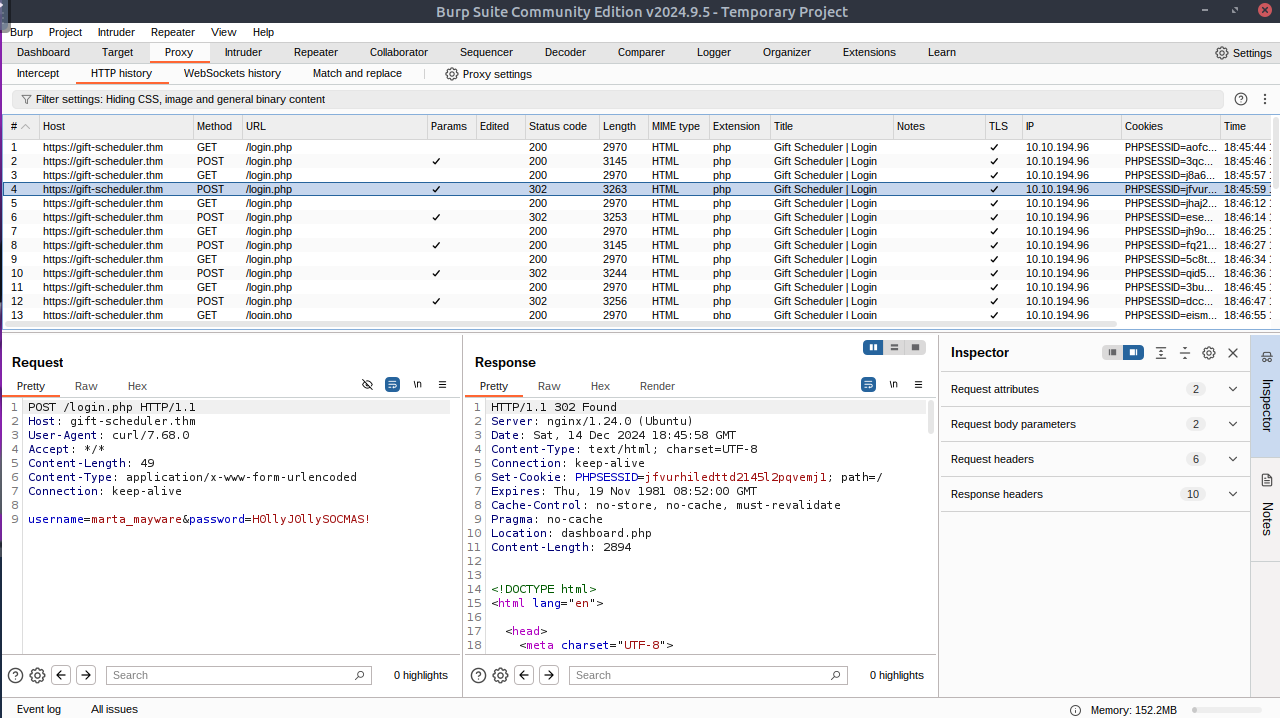 Burp Suite Community Edition v2024.9.5 - Temporary Project
Burp Project Intruder Repeater View Help
Dashboard Target Proxy Intruder Repeater Collaborator Sequencer Decoder Comparer Logger Organizer Extensions Learn Settings
Intercept HTTP history WebSockets history Match and replace Proxy settings
Filter settings: Hiding CSS, image and general binary content
# Host Method URL Params Edited Status code Length MIME type Extension Title Notes TLS IP Cookies Time
1 https://gift-scheduler.thm GET /login.php 200 2970 HTML php Gift Scheduler | Login ✓ 10.10.194.96 PHPSESSID=aofc... 18:45:44
2 https://gift-scheduler.thm POST /login.php ✓ 200 3145 HTML php Gift Scheduler | Login ✓ 10.10.194.96 PHPSESSID=3qc... 18:45:46
3 https://gift-scheduler.thm GET /login.php 200 2970 HTML php Gift Scheduler | Login ✓ 10.10.194.96 PHPSESSID=j8a6... 18:45:57
4 https://gift-scheduler.thm POST /login.php ✓ 302 3263 HTML php Gift Scheduler | Login ✓ 10.10.194.96 PHPSESSID=jfvur... 18:45:59
5 https://gift-scheduler.thm GET /login.php 200 2970 HTML php Gift Scheduler | Login ✓ 10.10.194.96 PHPSESSID=jhaj2... 18:46:12
6 https://gift-scheduler.thm POST /login.php ✓ 302 3253 HTML php Gift Scheduler | Login ✓ 10.10.194.96 PHPSESSID=ese... 18:46:14
7 https://gift-scheduler.thm GET /login.php 200 2970 HTML php Gift Scheduler | Login ✓ 10.10.194.96 PHPSESSID=jh9o... 18:46:25
8 https://gift-scheduler.thm POST /login.php ✓ 200 3145 HTML php Gift Scheduler | Login ✓ 10.10.194.96 PHPSESSID=fq21... 18:46:27
9 https://gift-scheduler.thm GET /login.php 200 2970 HTML php Gift Scheduler | Login ✓ 10.10.194.96 PHPSESSID=5c8t... 18:46:34
10 https://gift-scheduler.thm POST /login.php ✓ 302 3244 HTML php Gift Scheduler | Login ✓ 10.10.194.96 PHPSESSID=qid5... 18:46:36
11 https://gift-scheduler.thm GET /login.php 200 2970 HTML php Gift Scheduler | Login ✓ 10.10.194.96 PHPSESSID=3bu... 18:46:45
12 https://gift-scheduler.thm POST /login.php ✓ 302 3256 HTML php Gift Scheduler | Login ✓ 10.10.194.96 PHPSESSID=dcc... 18:46:47
13 https://gift-scheduler.thm GET /login.php 200 2970 HTML php Gift Scheduler | Login ✓ 10.10.194.96 PHPSESSID=eism... 18:46:55
Request
Pretty Raw Hex \n
1 POST /login.php HTTP/1.1
2 Host: gift-scheduler.thm
3 User-Agent: curl/7.68.0
4 Accept: */*
5 Content-Length: 49
6 Content-Type: application/x-www-form-urlencoded
7 Connection: keep-alive
8
9 username=marta_mayware&password=H0llyJ0llySOCMAS!
Search 0 highlights
Response
Pretty Raw Hex Render \n
1 HTTP/1.1 302 Found
2 Server: nginx/1.24.0 (Ubuntu)
3 Date: Sat, 14 Dec 2024 18:45:58 GMT
4 Content-Type: text/html; charset=UTF-8
5 Connection: keep-alive
6 Set-Cookie: PHPSESSID=jfvurhiledttd2145l2pqvemj1; path=/
7 Expires: Thu, 19 Nov 1981 08:52:00 GMT
8 Cache-Control: no-store, no-cache, must-revalidate
9 Pragma: no-cache
10 Location: dashboard.php
11 Content-Length: 2894
12
13
14 <!DOCTYPE html>
15 <html lang="en">
16
17 <head>
18 <meta charset="UTF-8">
Search 0 highlights
Inspector
Request attributes 2
Request body parameters 2
Request headers 6
Response headers 10
Inspector
Notes
Event log All issues Memory: 152.2MB